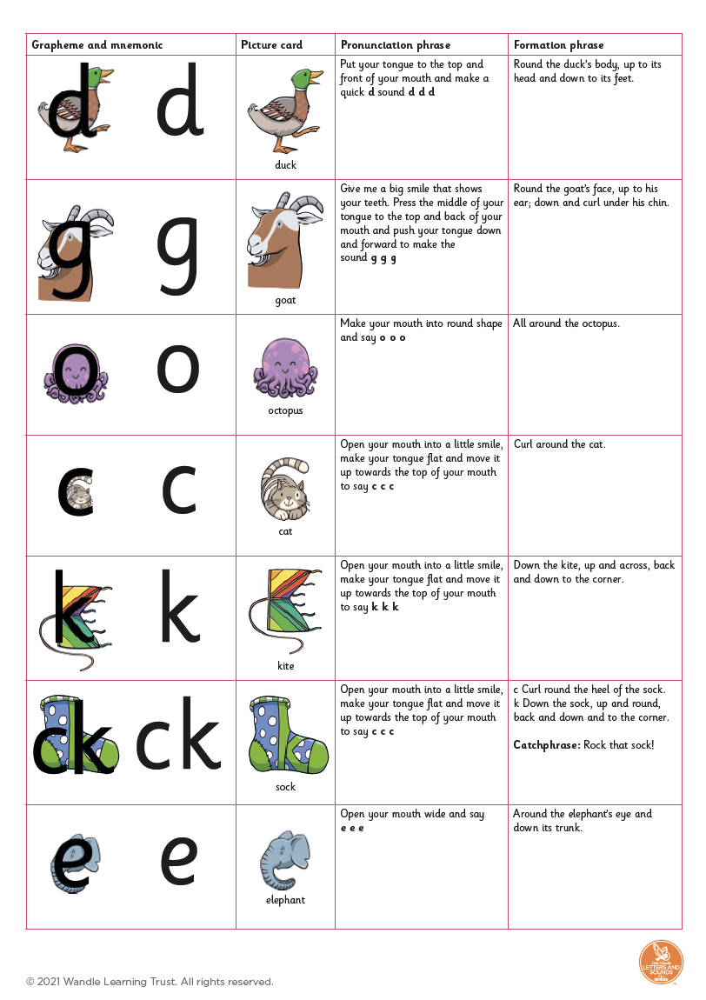 Grapheme and mnemonic
Picture card
Pronunciation phrase
Formation phrase
d
d
duck
Put your tongue to the top and
front of your mouth and make a
quick d sound d d d
Round the duck's body, up to its
head and down to its feet.
g
g
goat
Give me a big smile that shows
your teeth. Press the middle of your
tongue to the top and back of your
mouth and push your tongue down
and forward to make the
sound g g g
Round the goat's face, up to his
ear; down and curl under his chin.
o
o
octopus
Make your mouth into round shape
and say o o o
All around the octopus.
c
c
cat
Open your mouth into a little smile,
make your tongue flat and move it
up towards the top of your mouth
to say c c c
Curl around the cat.
k
k
kite
Open your mouth into a little smile,
make your tongue flat and move it
up towards the top of your mouth
to say k k k
Down the kite, up and across, back
and down to the corner.
ck
ck
sock
Open your mouth into a little smile,
make your tongue flat and move it
up towards the top of your mouth
to say c c c
c Curl round the heel of the sock.
k Down the sock, up and round,
back and down and to the corner.
Catchphrase: Rock that sock!
e
e
elephant
Open your mouth wide and say
e e e
Around the elephant's eye and
down its trunk.
LETTERS AND
SOUNDS
© 2021 Wandle Learning Trust. All rights reserved.